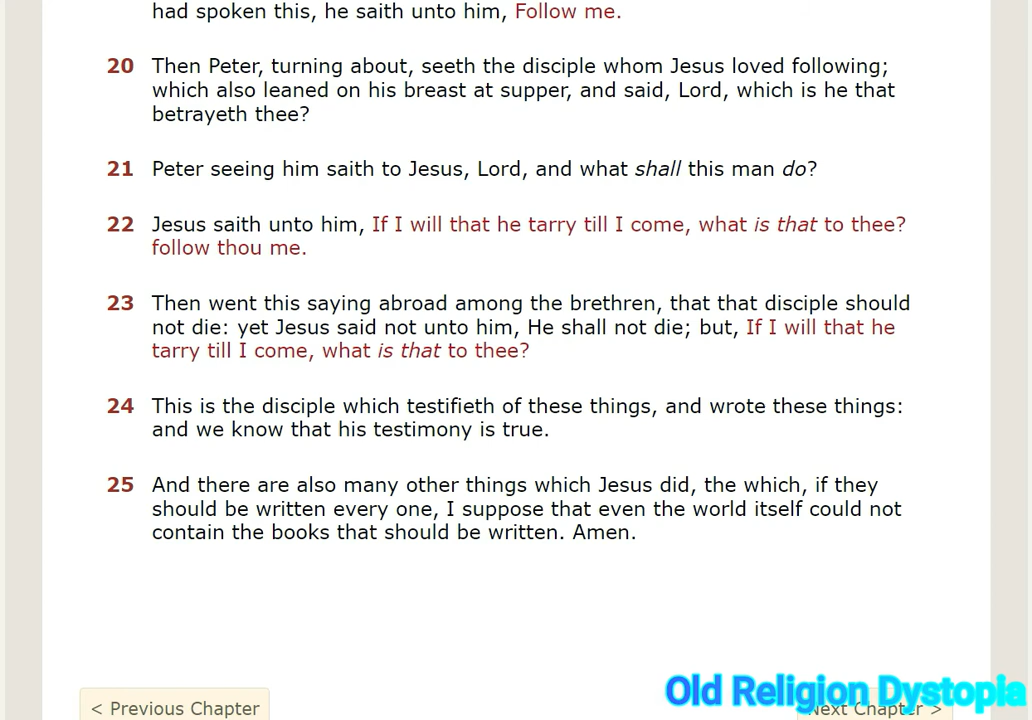 had spoken this, he saith unto him, Follow me.
20 Then Peter, turning about, seeth the disciple whom Jesus loved following;
which also leaned on his breast at supper, and said, Lord, which is he that
betrayeth thee?
21 Peter seeing him saith to Jesus, Lord, and what shall this man do?
22 Jesus saith unto him, If I will that he tarry till I come, what is that to thee?
follow thou me.
23 Then went this saying abroad among the brethren, that that disciple should
not die: yet Jesus said not unto him, He shall not die; but, If I will that he
tarry till I come, what is that to thee?
24 This is the disciple which testifieth of these things, and wrote these things:
and we know that his testimony is true.
25 And there are also many other things which Jesus did, the which, if they
should be written every one, I suppose that even the world itself could not
contain the books that should be written. Amen.
Old Religion Dystopia
< Previous Chapter
Next Chapter >